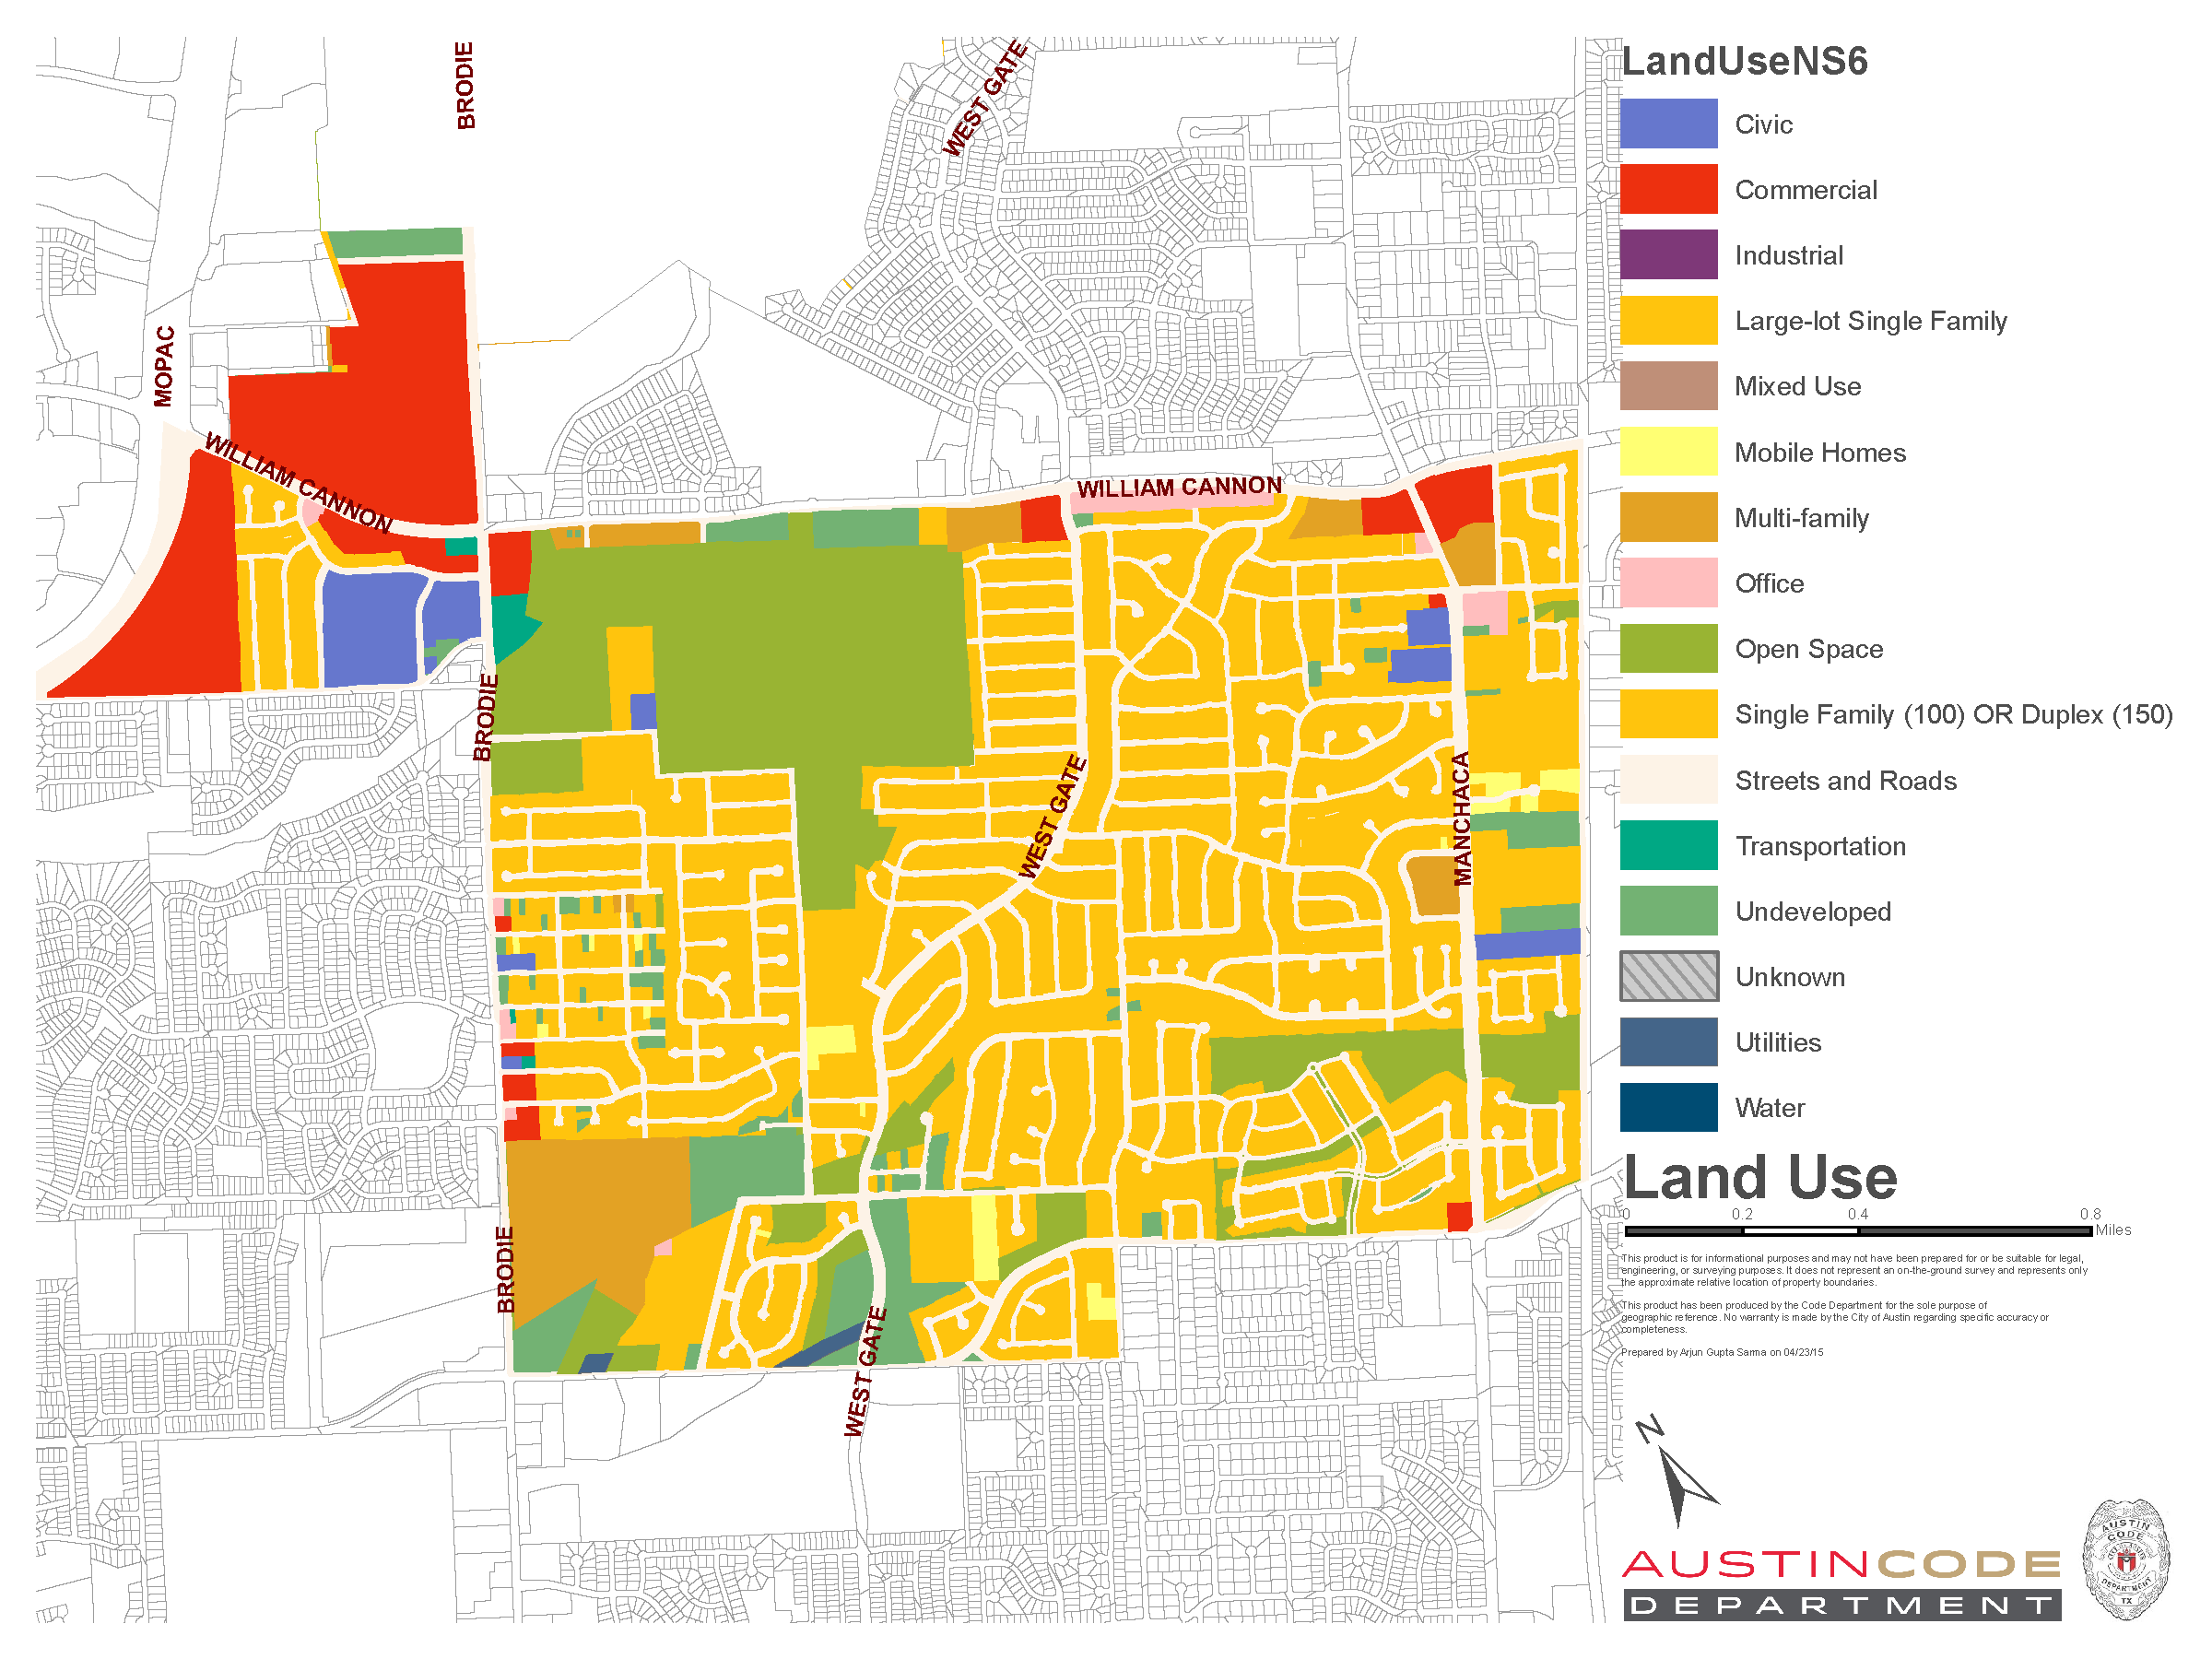 BRODIE
WEST GATE
MOPAC
WILLIAM CANNON
WILLIAM CANNON
BRODIE
WEST GATE
MANCHACA
BRODIE
WEST GATE
LandUseNS6
Civic
Commercial
Industrial
Large-lot Single Family
Mixed Use
Mobile Homes
Multi-family
Office
Open Space
Single Family (100) OR Duplex (150)
Streets and Roads
Transportation
Undeveloped
Unknown
Utilities
Water
Land Use
0 0.2 0.4 0.8
Miles
This product is for informational purposes and may not have been prepared for or be suitable for legal,
engineering, or surveying purposes. It does not represent an on-the-ground survey and represents only
the approximate relative location of property boundaries.
This product has been produced by the Code Department for the sole purpose of
geographic reference. No warranty is made by the City of Austin regarding specific accuracy or
completeness.
Prepared by Arjun Gupta Sarma on 04/23/15
N
AUSTINCODE
DEPARTMENT
AUSTIN
CODE
DEPARTMENT
TX